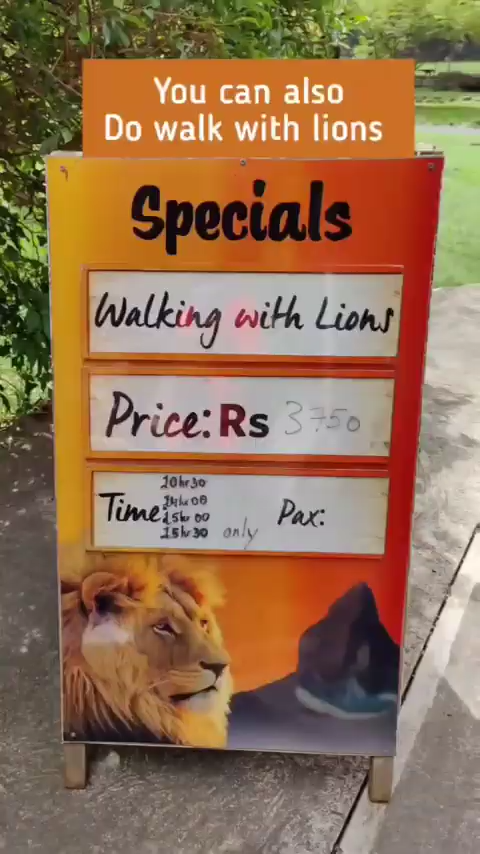 You can also
Do walk with lions
Specials
Walking with Lions
Price: Rs 3750
Time
10hr30
14hr00
15hr00
15hr30 only
Pax: